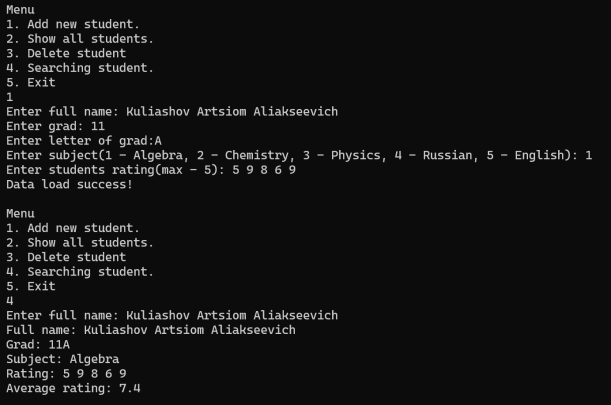 Menu
1. Add new student.
2. Show all students.
3. Delete student
4. Searching student.
5. Exit
1
Enter full name: Kuliashov Artsiom Aliakseevich
Enter grad: 11
Enter letter of grad:A
Enter subject(1 - Algebra, 2 - Chemistry, 3 - Physics, 4 - Russian, 5 - English): 1
Enter students rating(max - 5): 5 9 8 6 9
Data load success!

Menu
1. Add new student.
2. Show all students.
3. Delete student
4. Searching student.
5. Exit
4
Enter full name: Kuliashov Artsiom Aliakseevich
Full name: Kuliashov Artsiom Aliakseevich
Grad: 11A
Subject: Algebra
Rating: 5 9 8 6 9
Average rating: 7.4